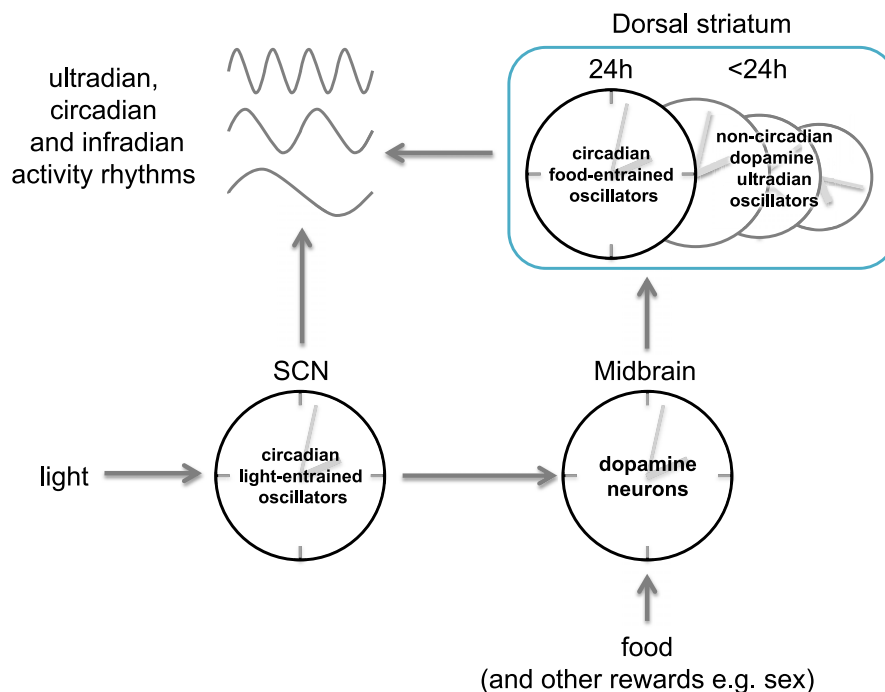 Dorsal striatum
ultradian,
circadian
and infradian
activity rhythms
24h
<24h
circadian
food-entrained
oscillators
non-circadian
dopamine
ultradian
oscillators
SCN
Midbrain
light
circadian
light-entrained
oscillators
dopamine
neurons
food
(and other rewards e.g. sex)